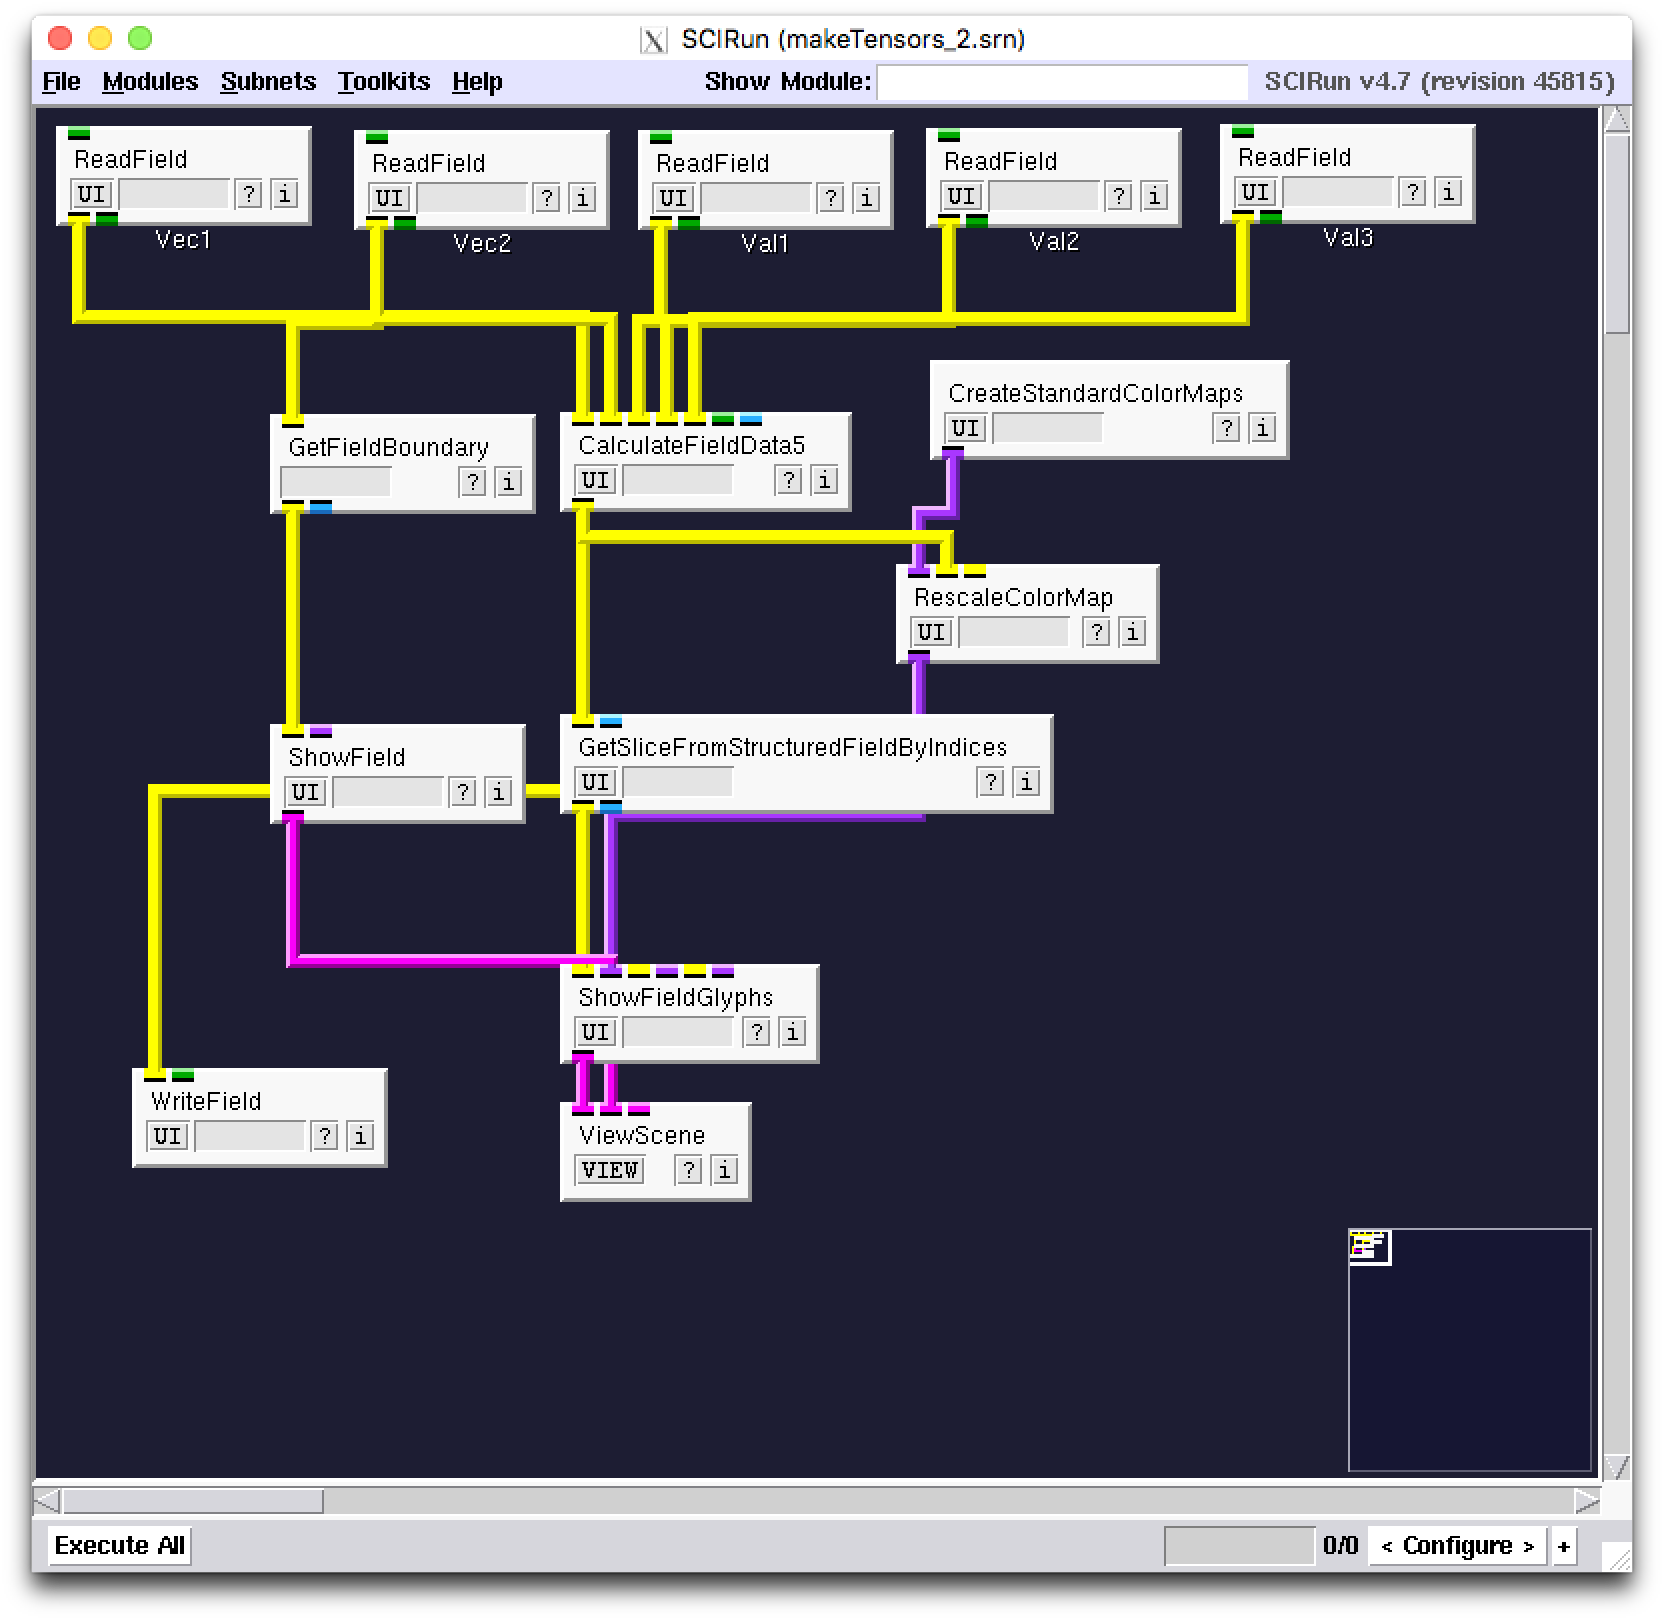 SCIRun (makeTensors_2.srn)
File Modules Subnets Toolkits Help Show Module: SCIRun v4.7 (revision 45815)
ReadField ReadField ReadField ReadField ReadField
UI ? i UI ? i UI ? i UI ? i UI ? i
Vec1 Vec2 Val1 Val2 Val3
CreateStandardColorMaps
UI ? i
GetFieldBoundary CalculateFieldData5
? i UI ? i
RescaleColorMap
UI ? i
ShowField GetSliceFromStructuredFieldByIndices
UI ? i UI ? i
ShowFieldGlyphs
UI ? i
WriteField
UI ? i
ViewScene
VIEW ? i
Execute All 0/0 < Configure > +